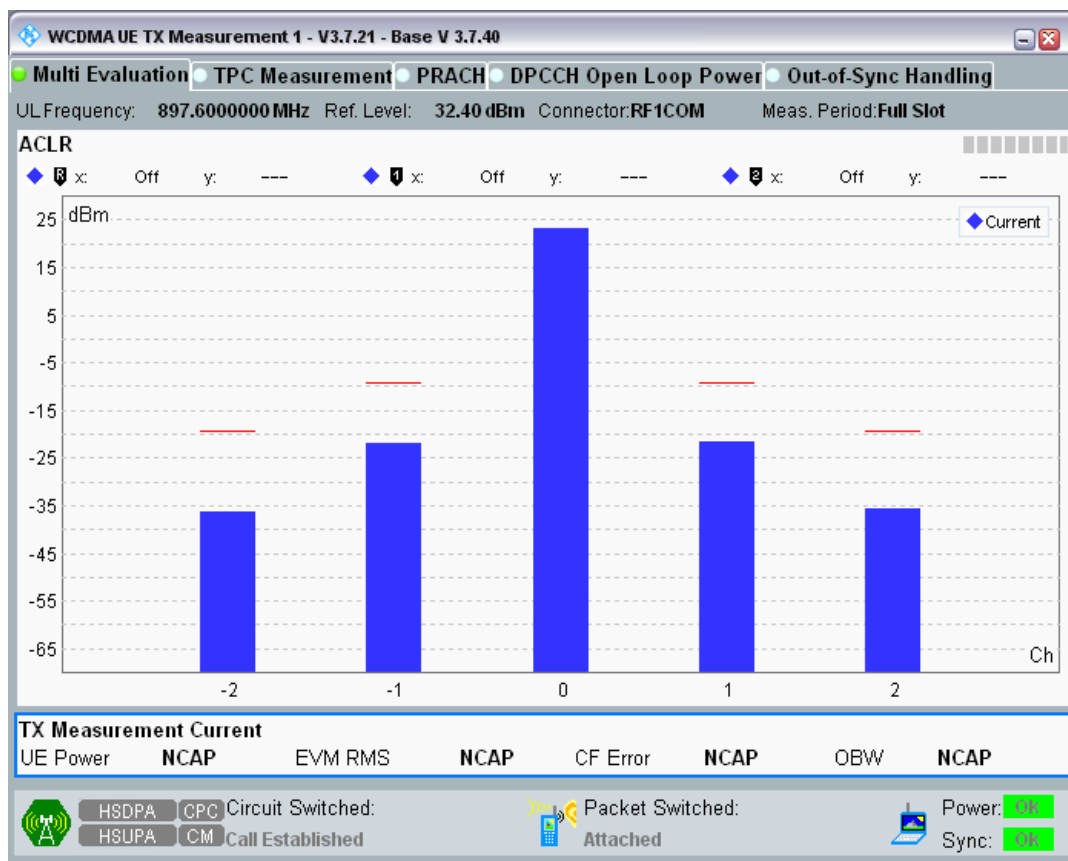 WCDMA UE TX Measurement 1 - V3.7.21 - Base V 3.7.40
Multi Evaluation TPC Measurement PRACH DPCCH Open Loop Power Out-of-Sync Handling
UL Frequency: 897.6000000 MHz Ref. Level: 32.40 dBm Connector:RF1COM Meas. Period:Full Slot
ACLR
R x: Off y: --- 1 x: Off y: --- 2 x: Off y: ---
25 dBm Current
15
5
-5
-15
-25
-35
-45
-55
-65 Ch
-2 -1 0 1 2
TX Measurement Current
UE Power NCAP EVM RMS NCAP CF Error NCAP OBW NCAP
HSDPA CPC Circuit Switched: Packet Switched: Power: Ok
HSUPA CM Call Established Attached Sync: Ok